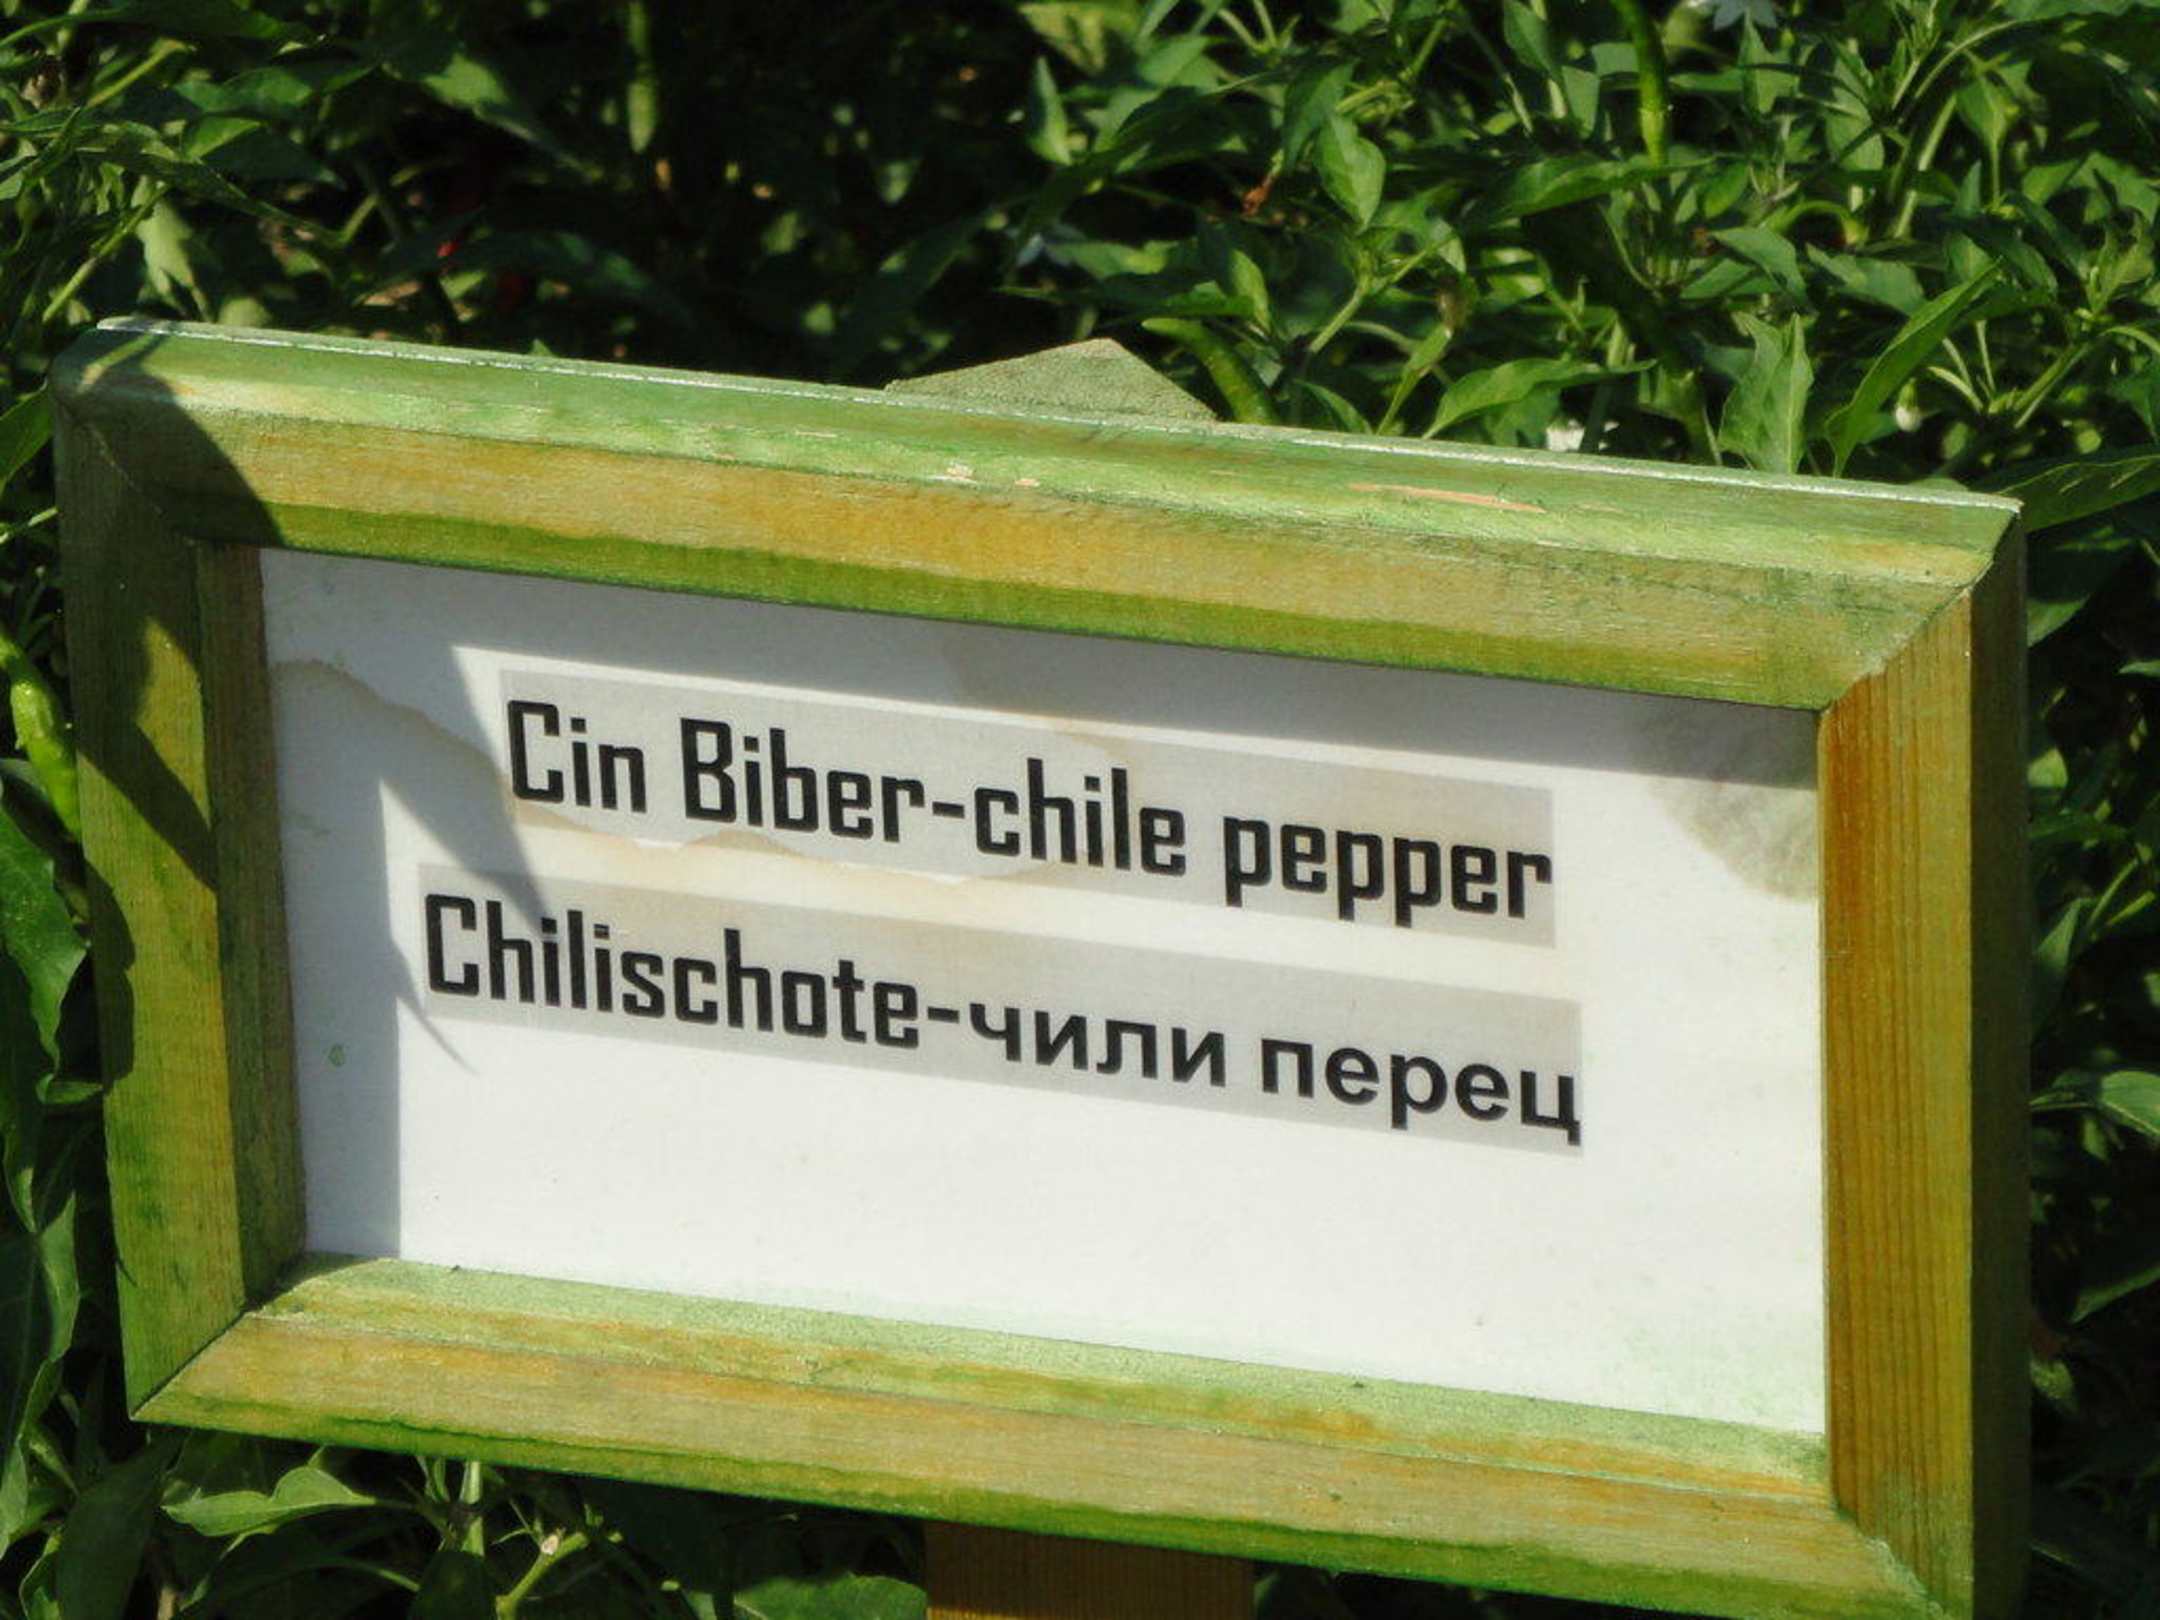 Cin Biber-chile pepper
Chilischote-чили перец